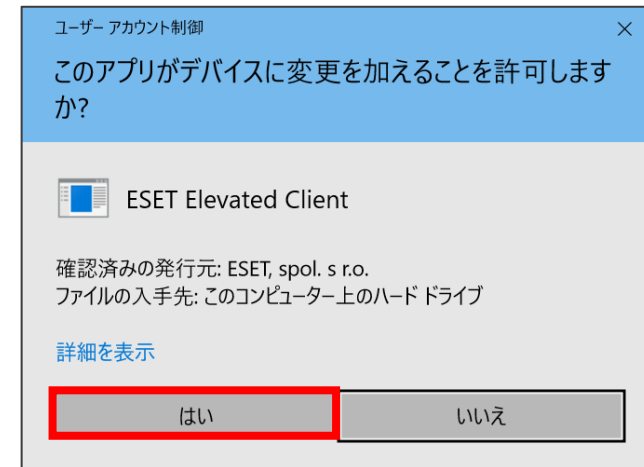 ユーザー アカウント制御
このアプリがデバイスに変更を加えることを許可します
か?
ESET Elevated Client
確認済みの発行元: ESET, spol. s r.o.
ファイルの入手先: このコンピューター上のハード ドライブ
詳細を表示
はい
いいえ